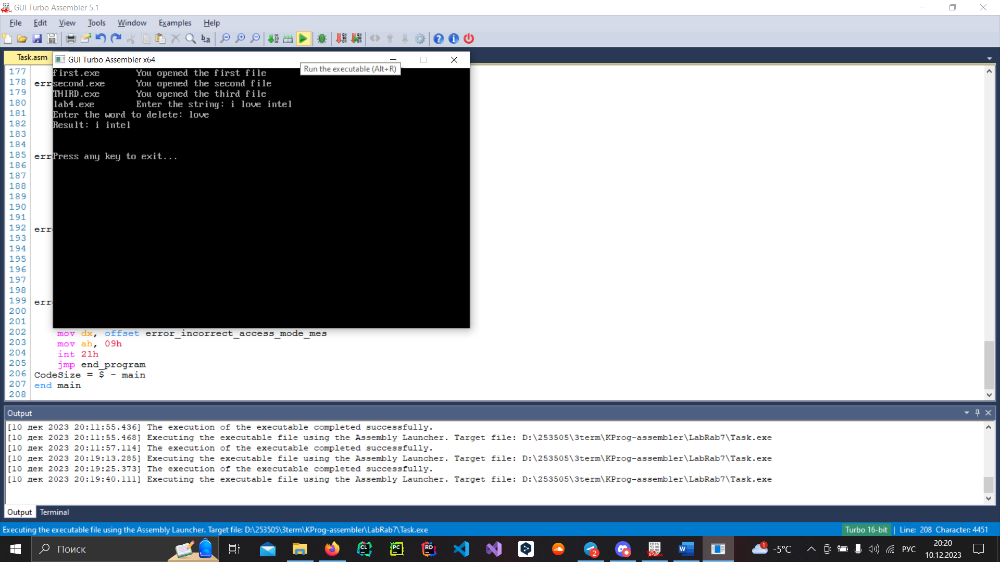 GUI Turbo Assembler 5.1
File Edit View Tools Window Examples Help
Task.asm
GUI Turbo Assembler x64
Run the executable (Alt+R)
first.exe You opened the first file
second.exe You opened the second file
THIRD.exe You opened the third file
lab4.exe Enter the string: i love intel
Enter the word to delete: love
Result: i intel
Press any key to exit...
177
178 err
179
180
181
182
183
184
185 err
186
187
188
189
190
191
192 err
193
194
195
196
197
198
199 err
200
201
202 mov dx, offset error_incorrect_access_mode_mes
203 mov ah, 09h
204 int 21h
205 jmp end_program
206 CodeSize = $ - main
207 end main
208
Output
[10 дек 2023 20:11:55.436] The execution of the executable completed successfully.
[10 дек 2023 20:11:55.468] Executing the executable file using the Assembly Launcher. Target file: D:\253505\3term\KProg-assembler\LabRab7\Task.exe
[10 дек 2023 20:11:57.114] The execution of the executable completed successfully.
[10 дек 2023 20:19:13.285] Executing the executable file using the Assembly Launcher. Target file: D:\253505\3term\KProg-assembler\LabRab7\Task.exe
[10 дек 2023 20:19:25.373] The execution of the executable completed successfully.
[10 дек 2023 20:19:40.111] Executing the executable file using the Assembly Launcher. Target file: D:\253505\3term\KProg-assembler\LabRab7\Task.exe
Output Terminal
Executing the executable file using the Assembly Launcher. Target file: D:\253505\3term\KProg-assembler\LabRab7\Task.exe
Turbo 16-bit | Line: 208 Character: 4451
Поиск
CL PC RD 2 W 1 -5°C РУС
20:20
10.12.2023